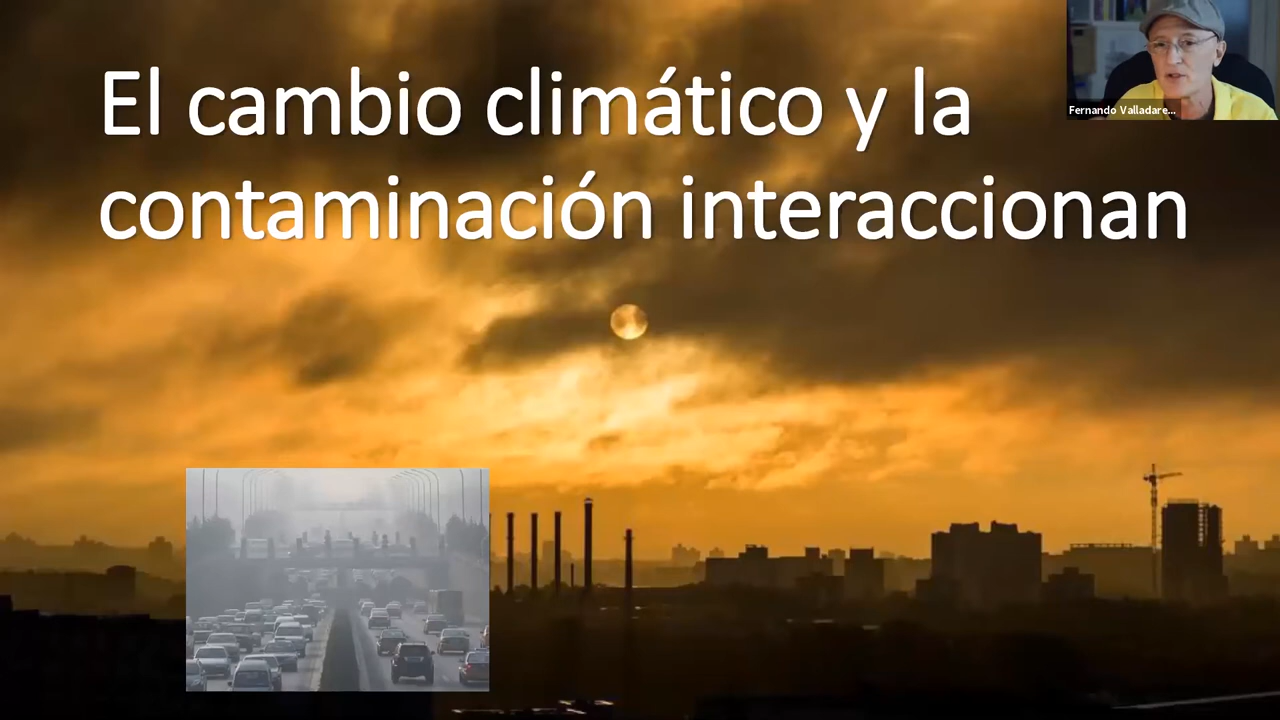 El cambio climático y la
contaminación interaccionan
Fernando Valladare...